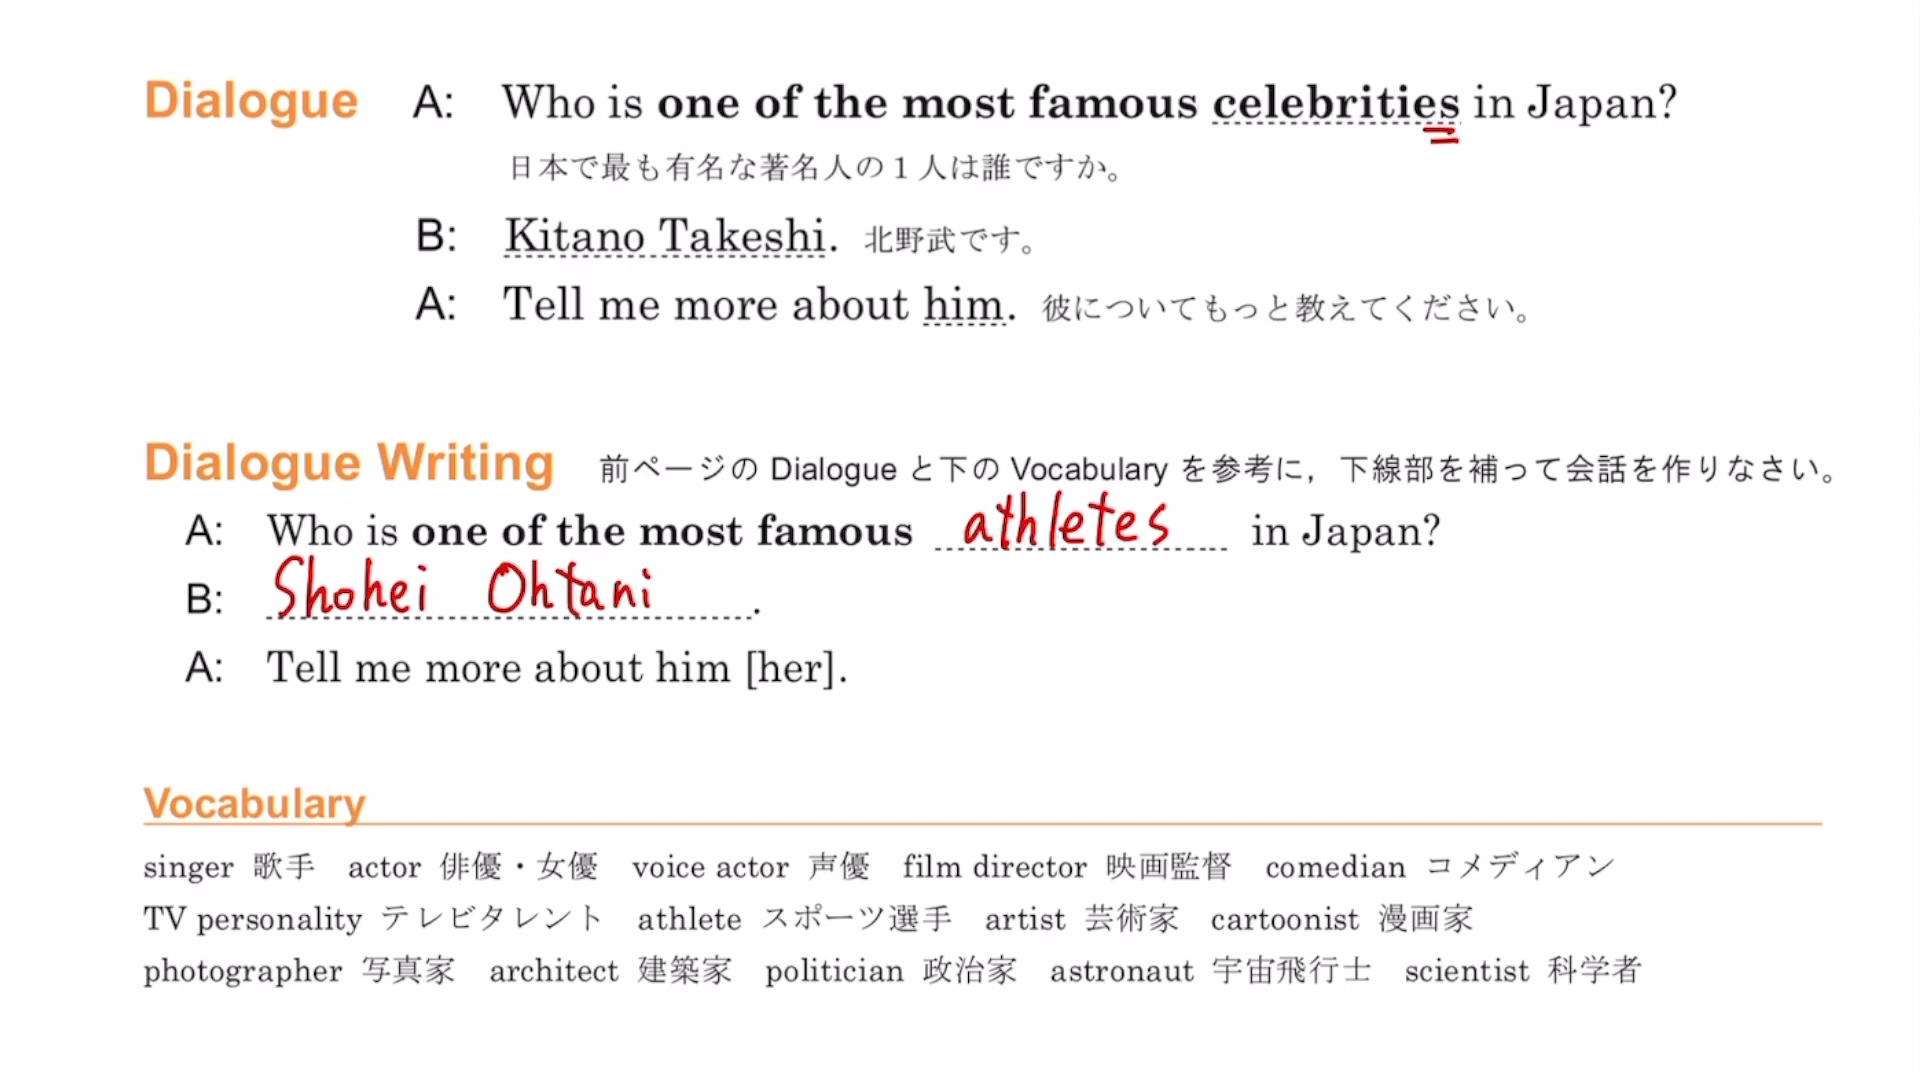 Dialogue A: Who is one of the most famous celebrities in Japan?
日本で最も有名な著名人の1人は誰ですか。
B: Kitano Takeshi. 北野武です。
A: Tell me more about him. 彼についてもっと教えてください。
Dialogue Writing 前ページの Dialogue と下の Vocabulary を参考に，下線部を補って会話を作りなさい。
A: Who is one of the most famous athletes in Japan?
B: Shohei Ohtani.
A: Tell me more about him [her].
Vocabulary
singer 歌手 actor 俳優・女優 voice actor 声優 film director 映画監督 comedian コメディアン
TV personality テレビタレント athlete スポーツ選手 artist 芸術家 cartoonist 漫画家
photographer 写真家 architect 建築家 politician 政治家 astronaut 宇宙飛行士 scientist 科学者